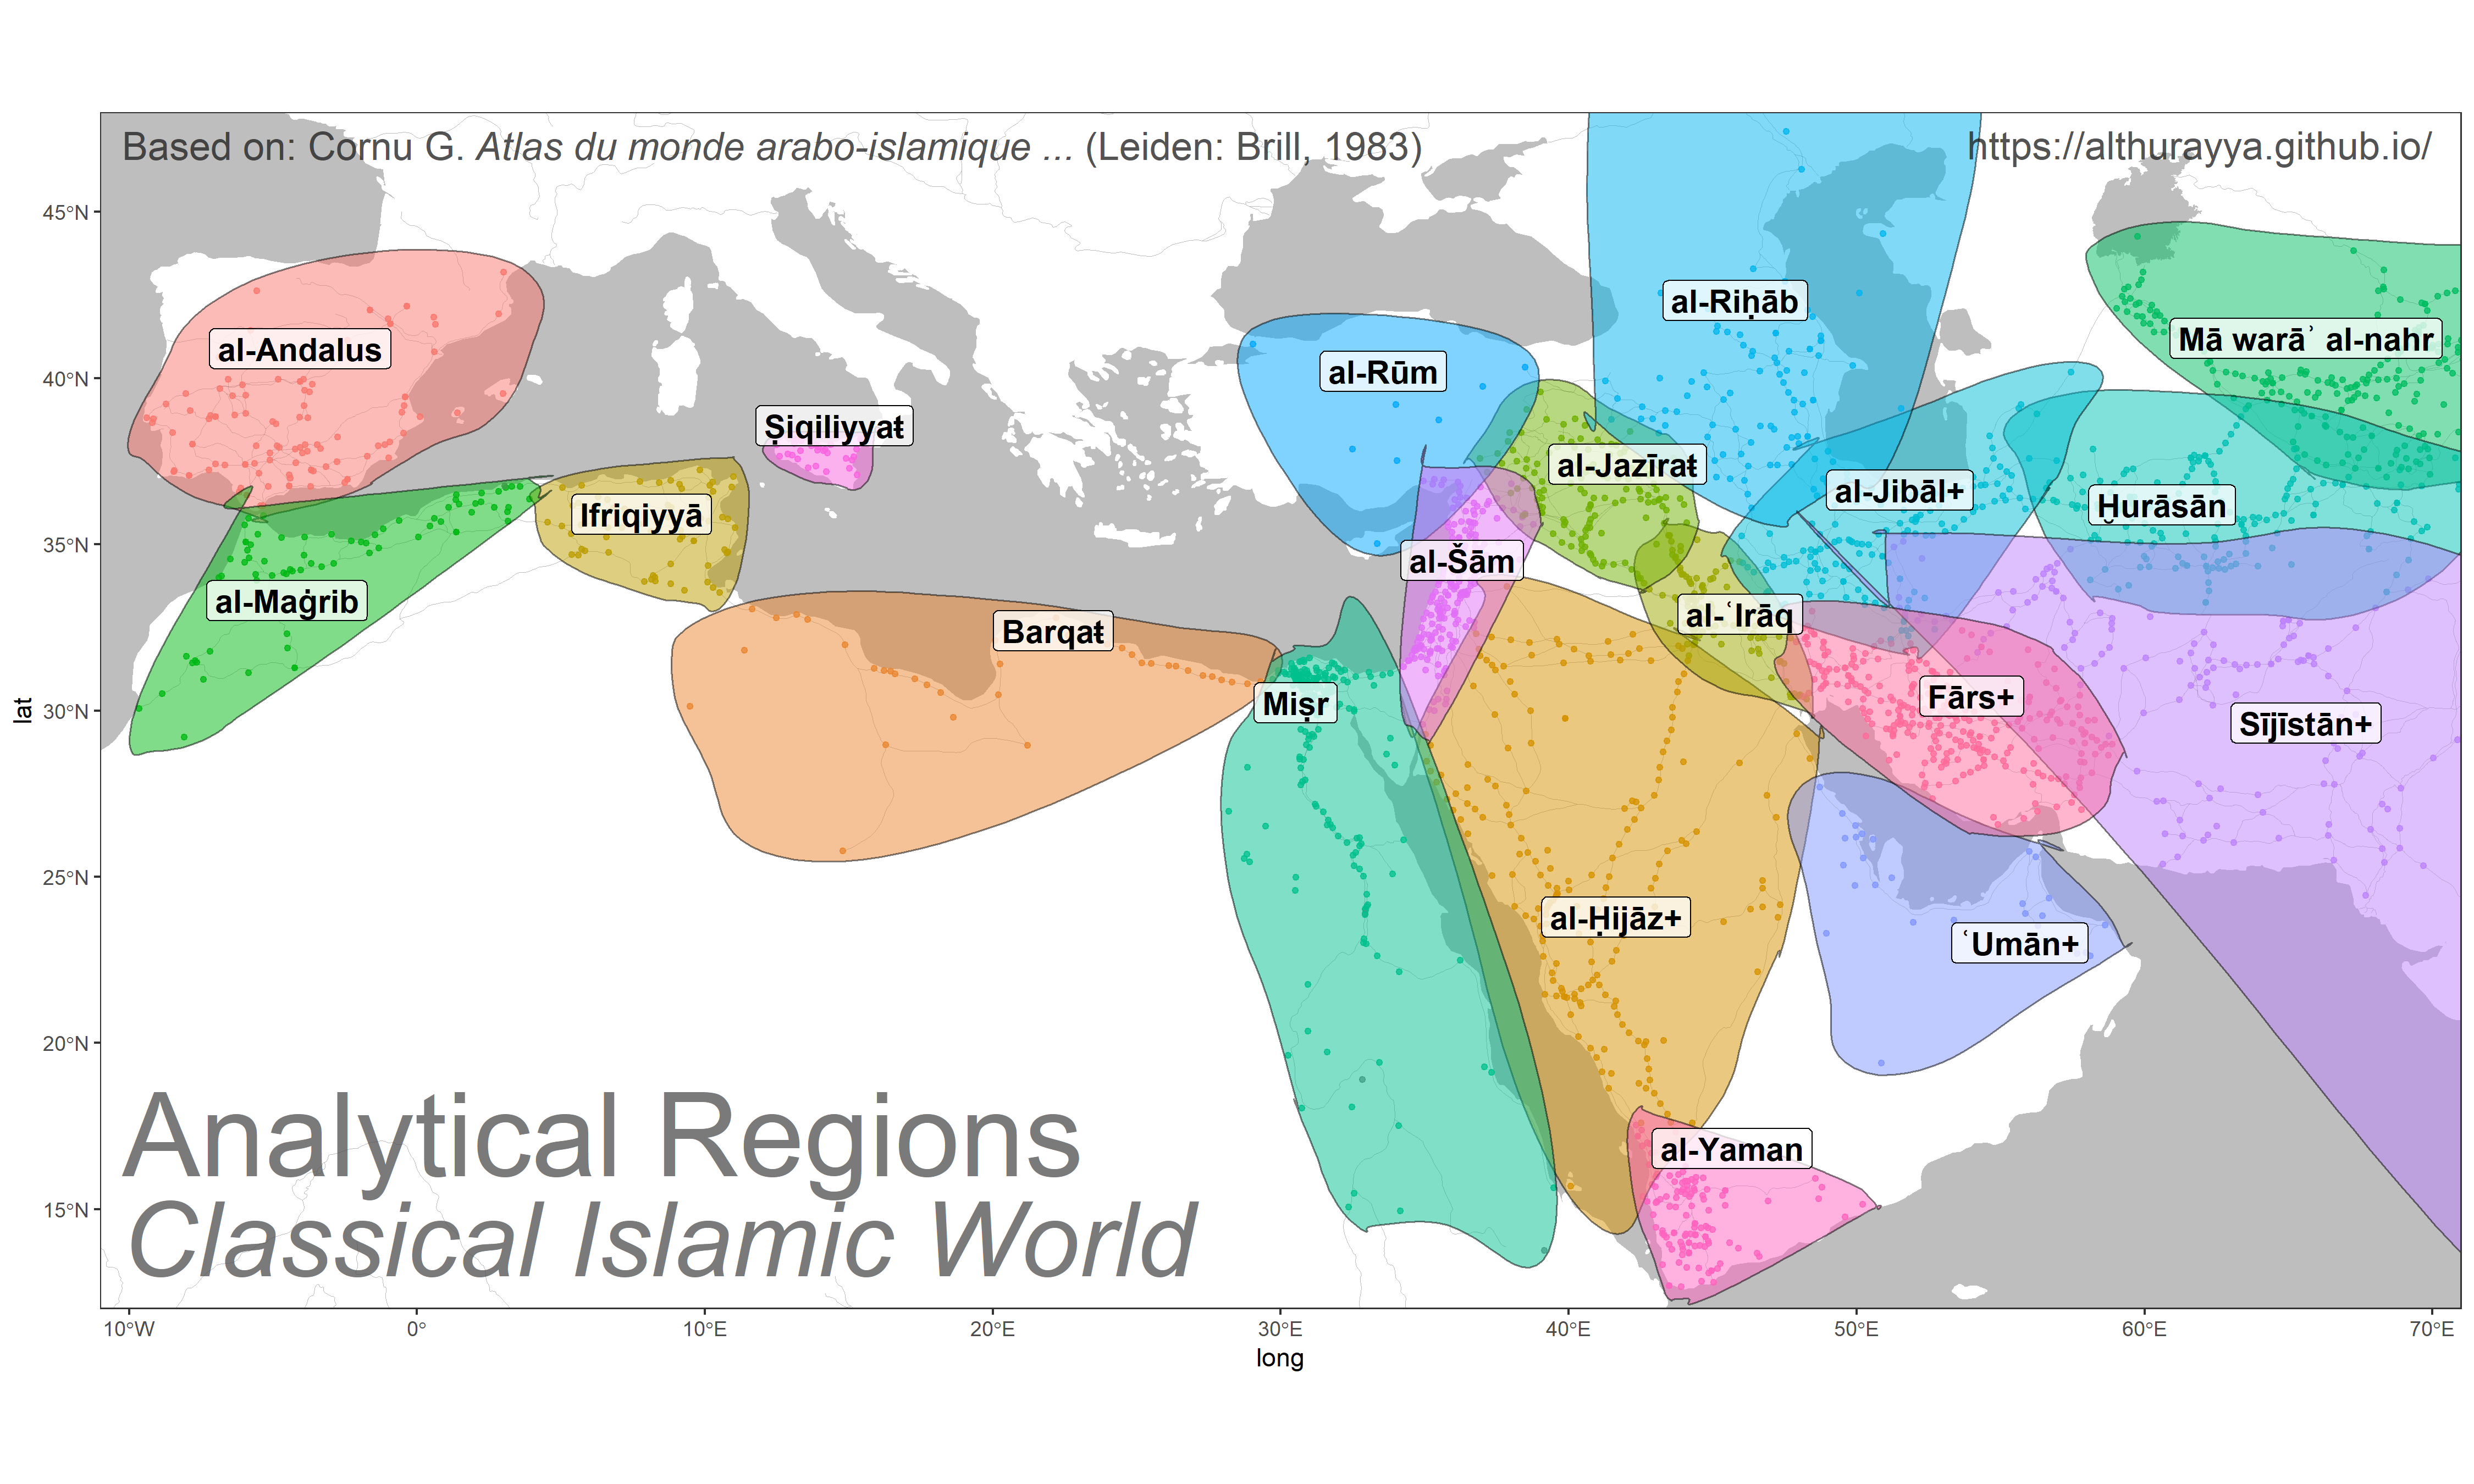 Based on: Cornu G. Atlas du monde arabo-islamique ... (Leiden: Brill, 1983)
https://althurayya.github.io/
45°N
40°N
35°N
30°N
25°N
20°N
15°N
lat
al-Andalus
al-Riḥāb
Mā warāʾ al-nahr
al-Rūm
Ṣiqiliyyaŧ
al-Jazīraŧ
al-Jibāl+
Ḫurāsān
Ifriqiyyā
al-Šām
al-Maġrib
al-ʿIrāq
Barqaŧ
Miṣr
Fārs+
Sījīstān+
al-Ḥijāz+
ʿUmān+
al-Yaman
Analytical Regions
Classical Islamic World
10°W
0°
10°E
20°E
30°E
40°E
50°E
60°E
70°E
long